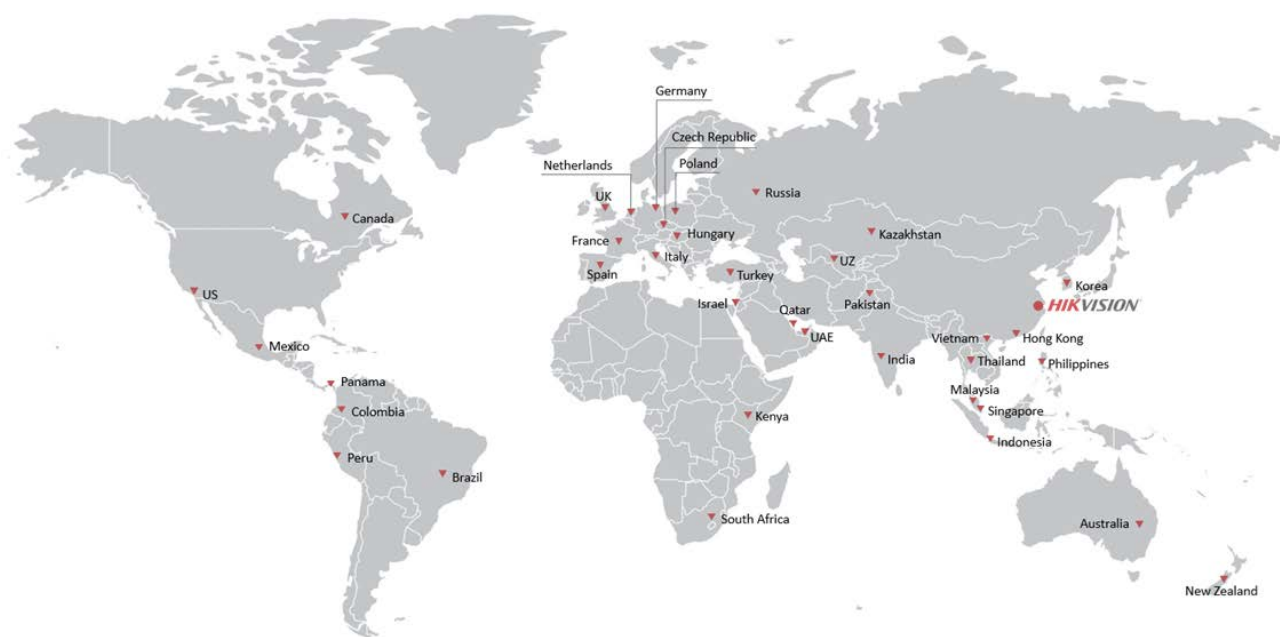 Germany
Czech Republic
Netherlands
Poland
UK
Russia
Canada
Hungary
Kazakhstan
France
Italy
UZ
Spain
Turkey
Korea
US
Israel
Pakistan
HIKVISION
Qatar
UAE
Vietnam
Hong Kong
Mexico
India
Thailand
Philippines
Panama
Malaysia
Colombia
Singapore
Kenya
Indonesia
Peru
Brazil
South Africa
Australia
New Zealand